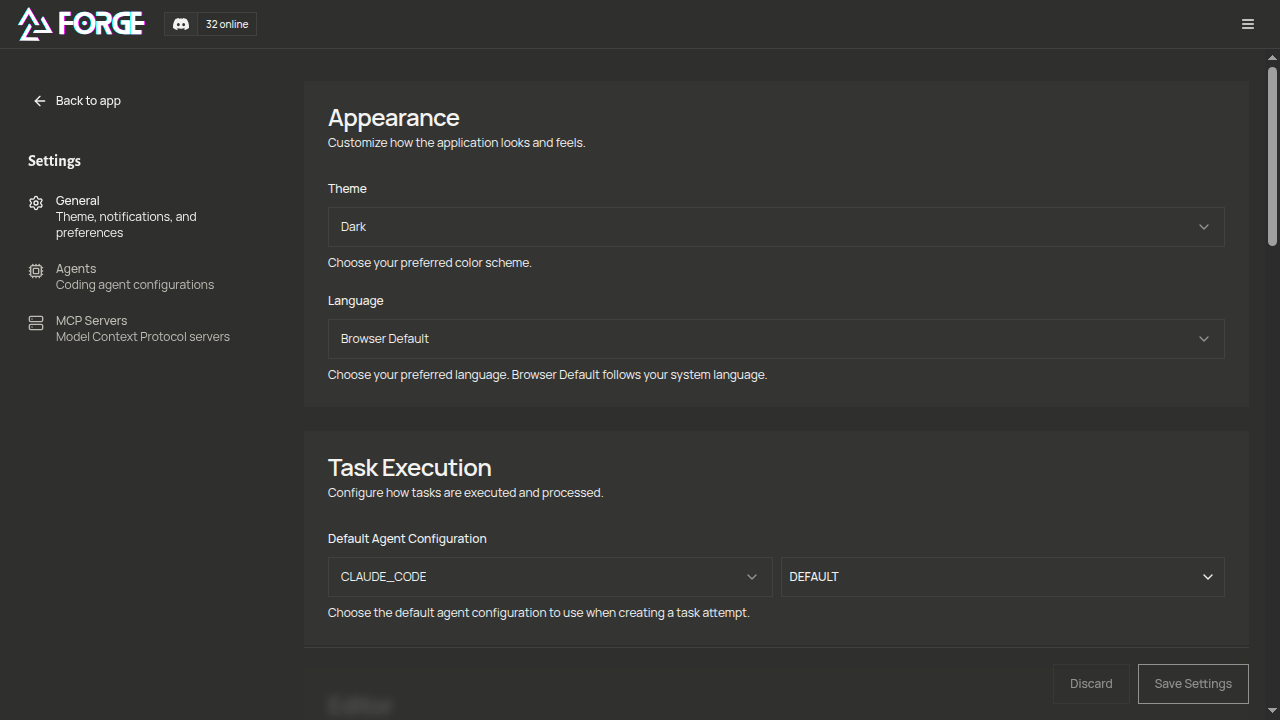 FORGE
32 online
Back to app
Settings
General
Theme, notifications, and
preferences
Agents
Coding agent configurations
MCP Servers
Model Context Protocol servers
Appearance
Customize how the application looks and feels.
Theme
Dark
Choose your preferred color scheme.
Language
Browser Default
Choose your preferred language. Browser Default follows your system language.
Task Execution
Configure how tasks are executed and processed.
Default Agent Configuration
CLAUDE_CODE
DEFAULT
Choose the default agent configuration to use when creating a task attempt.
Editor
Discard
Save Settings